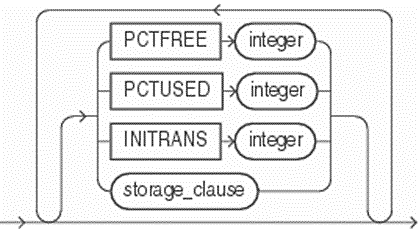 PCTFREE integer
PCTUSED integer
INITRANS integer
storage_clause